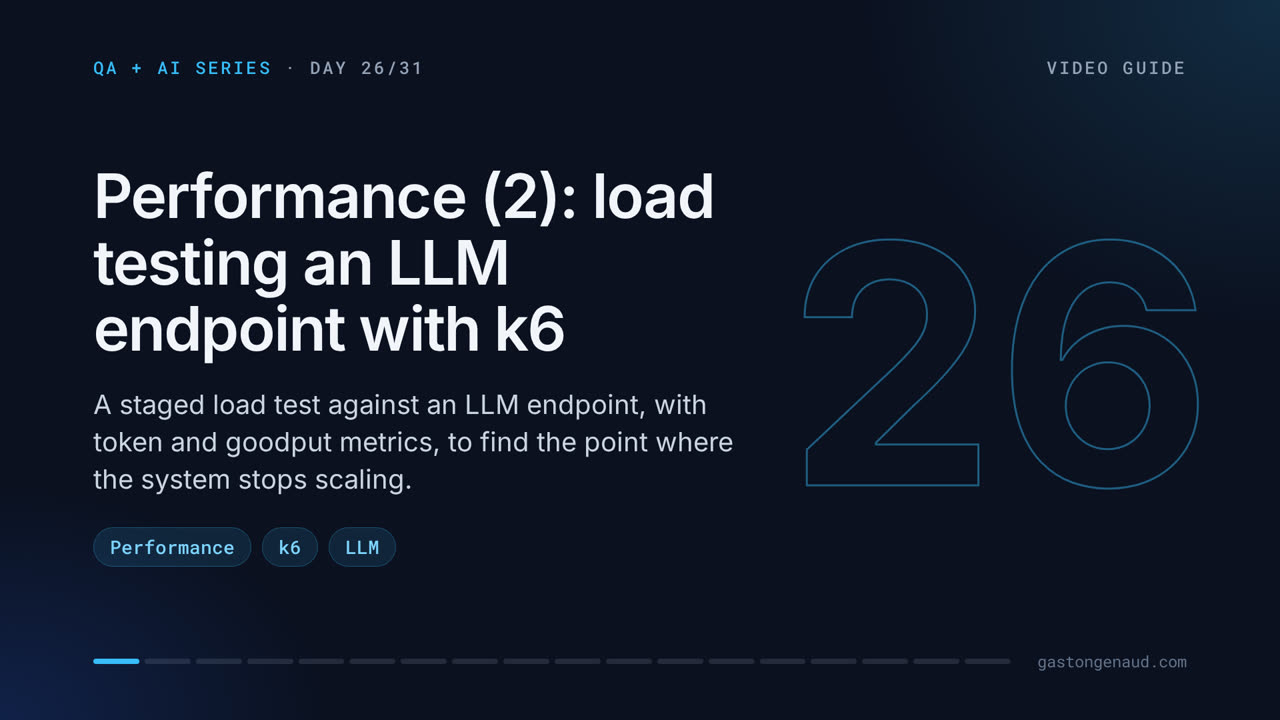 QA + AI SERIES · DAY 26/31
VIDEO GUIDE
Performance (2): load
testing an LLM
endpoint with k6
26
A staged load test against an LLM endpoint, with
token and goodput metrics, to find the point where
the system stops scaling.
Performance k6 LLM
gastongenaud.com